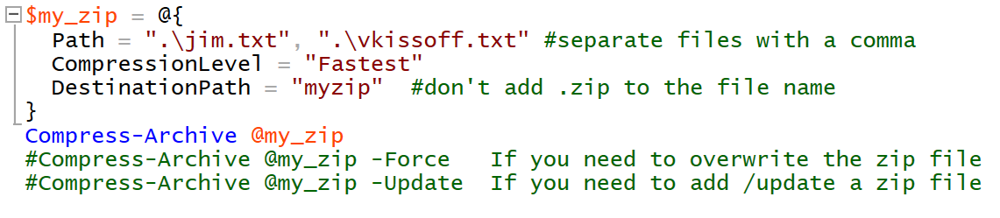 $my_zip = @{
Path = ".\jim.txt", ".\vkissoff.txt" #separate files with a comma
CompressionLevel = "Fastest"
DestinationPath = "myzip"  #don't add .zip to the file name
}
Compress-Archive @my_zip
#Compress-Archive @my_zip -Force   If you need to overwrite the zip file
#Compress-Archive @my_zip -Update  If you need to add /update a zip file